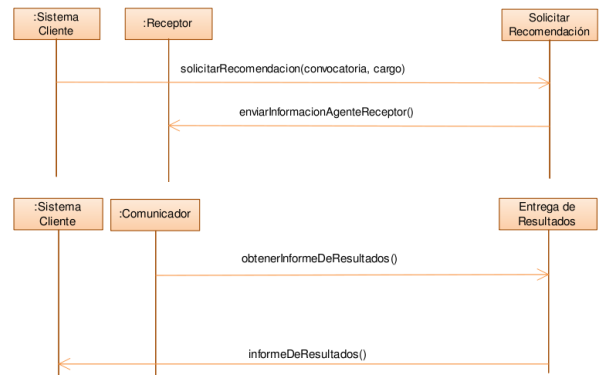 :Sistema
Cliente
:Receptor
Solicitar
Recomendación
solicitarRecomendacion(convocatoria, cargo)
enviarInformacionAgenteReceptor()
:Sistema
Cliente
:Comunicador
Entrega de
Resultados
obtenerInformeDeResultados()
informeDeResultados()